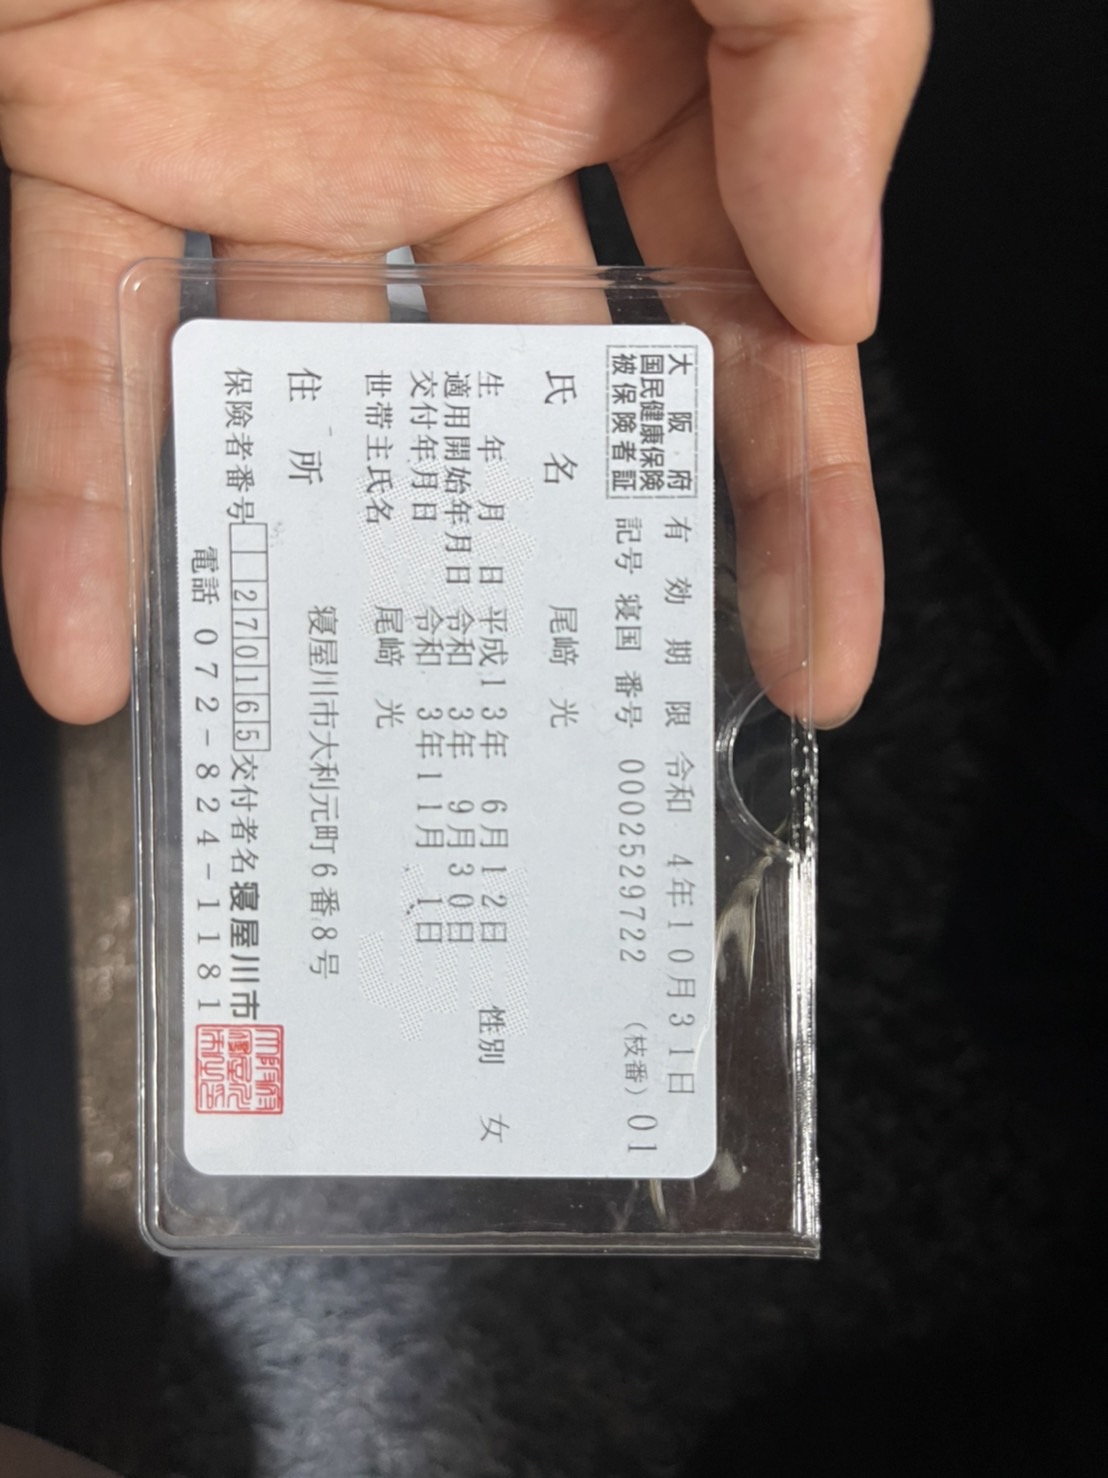 大阪府
国民健康保険
被保険者証
有効期限 令和 4年10月31日
記号 寝国 番号 0002529722 (枝番) 01
氏名 尾﨑 光
生年月日 平成13年 6月12日 性別 女
適用開始年月日 令和 3年 9月30日
交付年月日 令和 3年11月 1日
世帯主氏名 尾﨑 光
住所 寝屋川市大利元町6番8号
保険者番号 270165 交付者名 寝屋川市
電話 072-824-1181